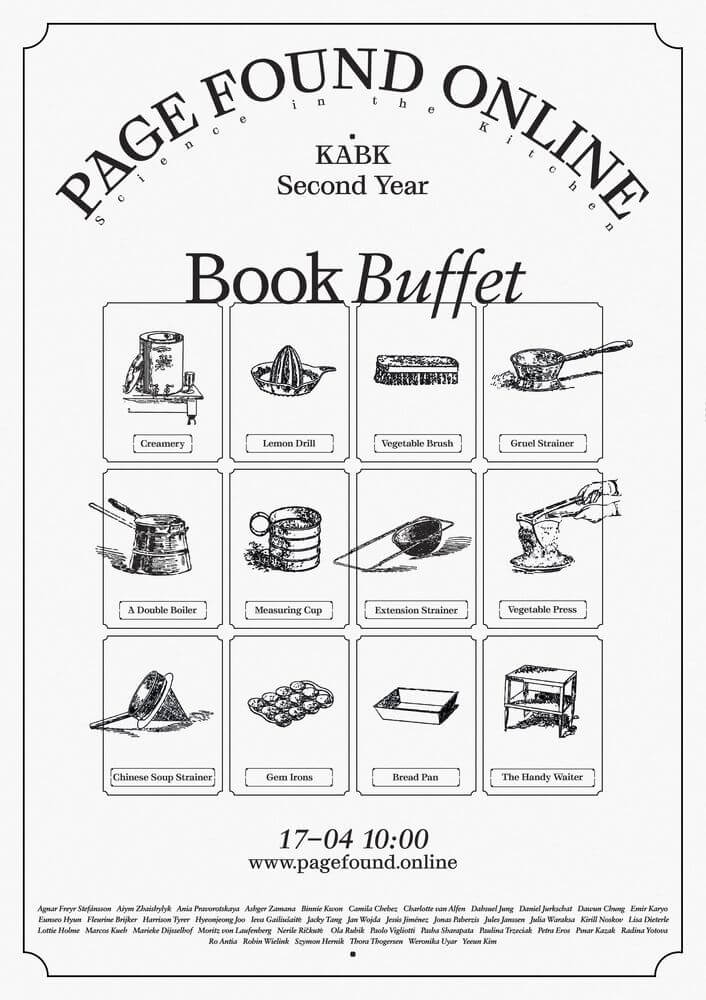 PAGE FOUND ONLINE
Science in the Kitchen
KABK
Second Year
Book Buffet
Creamery
Lemon Drill
Vegetable Brush
Gruel Strainer
A Double Boiler
Measuring Cup
Extension Strainer
Vegetable Press
Chinese Soup Strainer
Gem Irons
Bread Pan
The Handy Waiter
17–04 10:00
www.pagefound.online
Agnar Freyr Stefánsson Aiym Zhaishylyk Ania Pravorotskaya Ashger Zamana Binnie Kwon Camila Chebez Charlotte van Alfen Dahsuel Jung Daniel Jurkschat Dawun Chung Emir Karyo
Eunseo Hyun Fleurine Brijker Harrison Tyrer Hyeonjeong Joo Ieva Gailiušaitė Jacky Tang Jan Wojda Jesús Jiménez Jonas Paberzis Jules Janssen Julia Waraksa Kirill Noskov Lisa Dieterle
Lottie Holme Marcos Kueh Marieke Dijsselhof Moritz von Laufenberg Nerile Ričkutė Ola Rubik Paolo Vigliotti Pasha Sharapata Paulina Trzeciak Petra Eros Pınar Kazak Radina Yotova
Ro Antia Robin Wielink Szymon Hernik Thora Thogersen Weronika Uyar Yeeun Kim